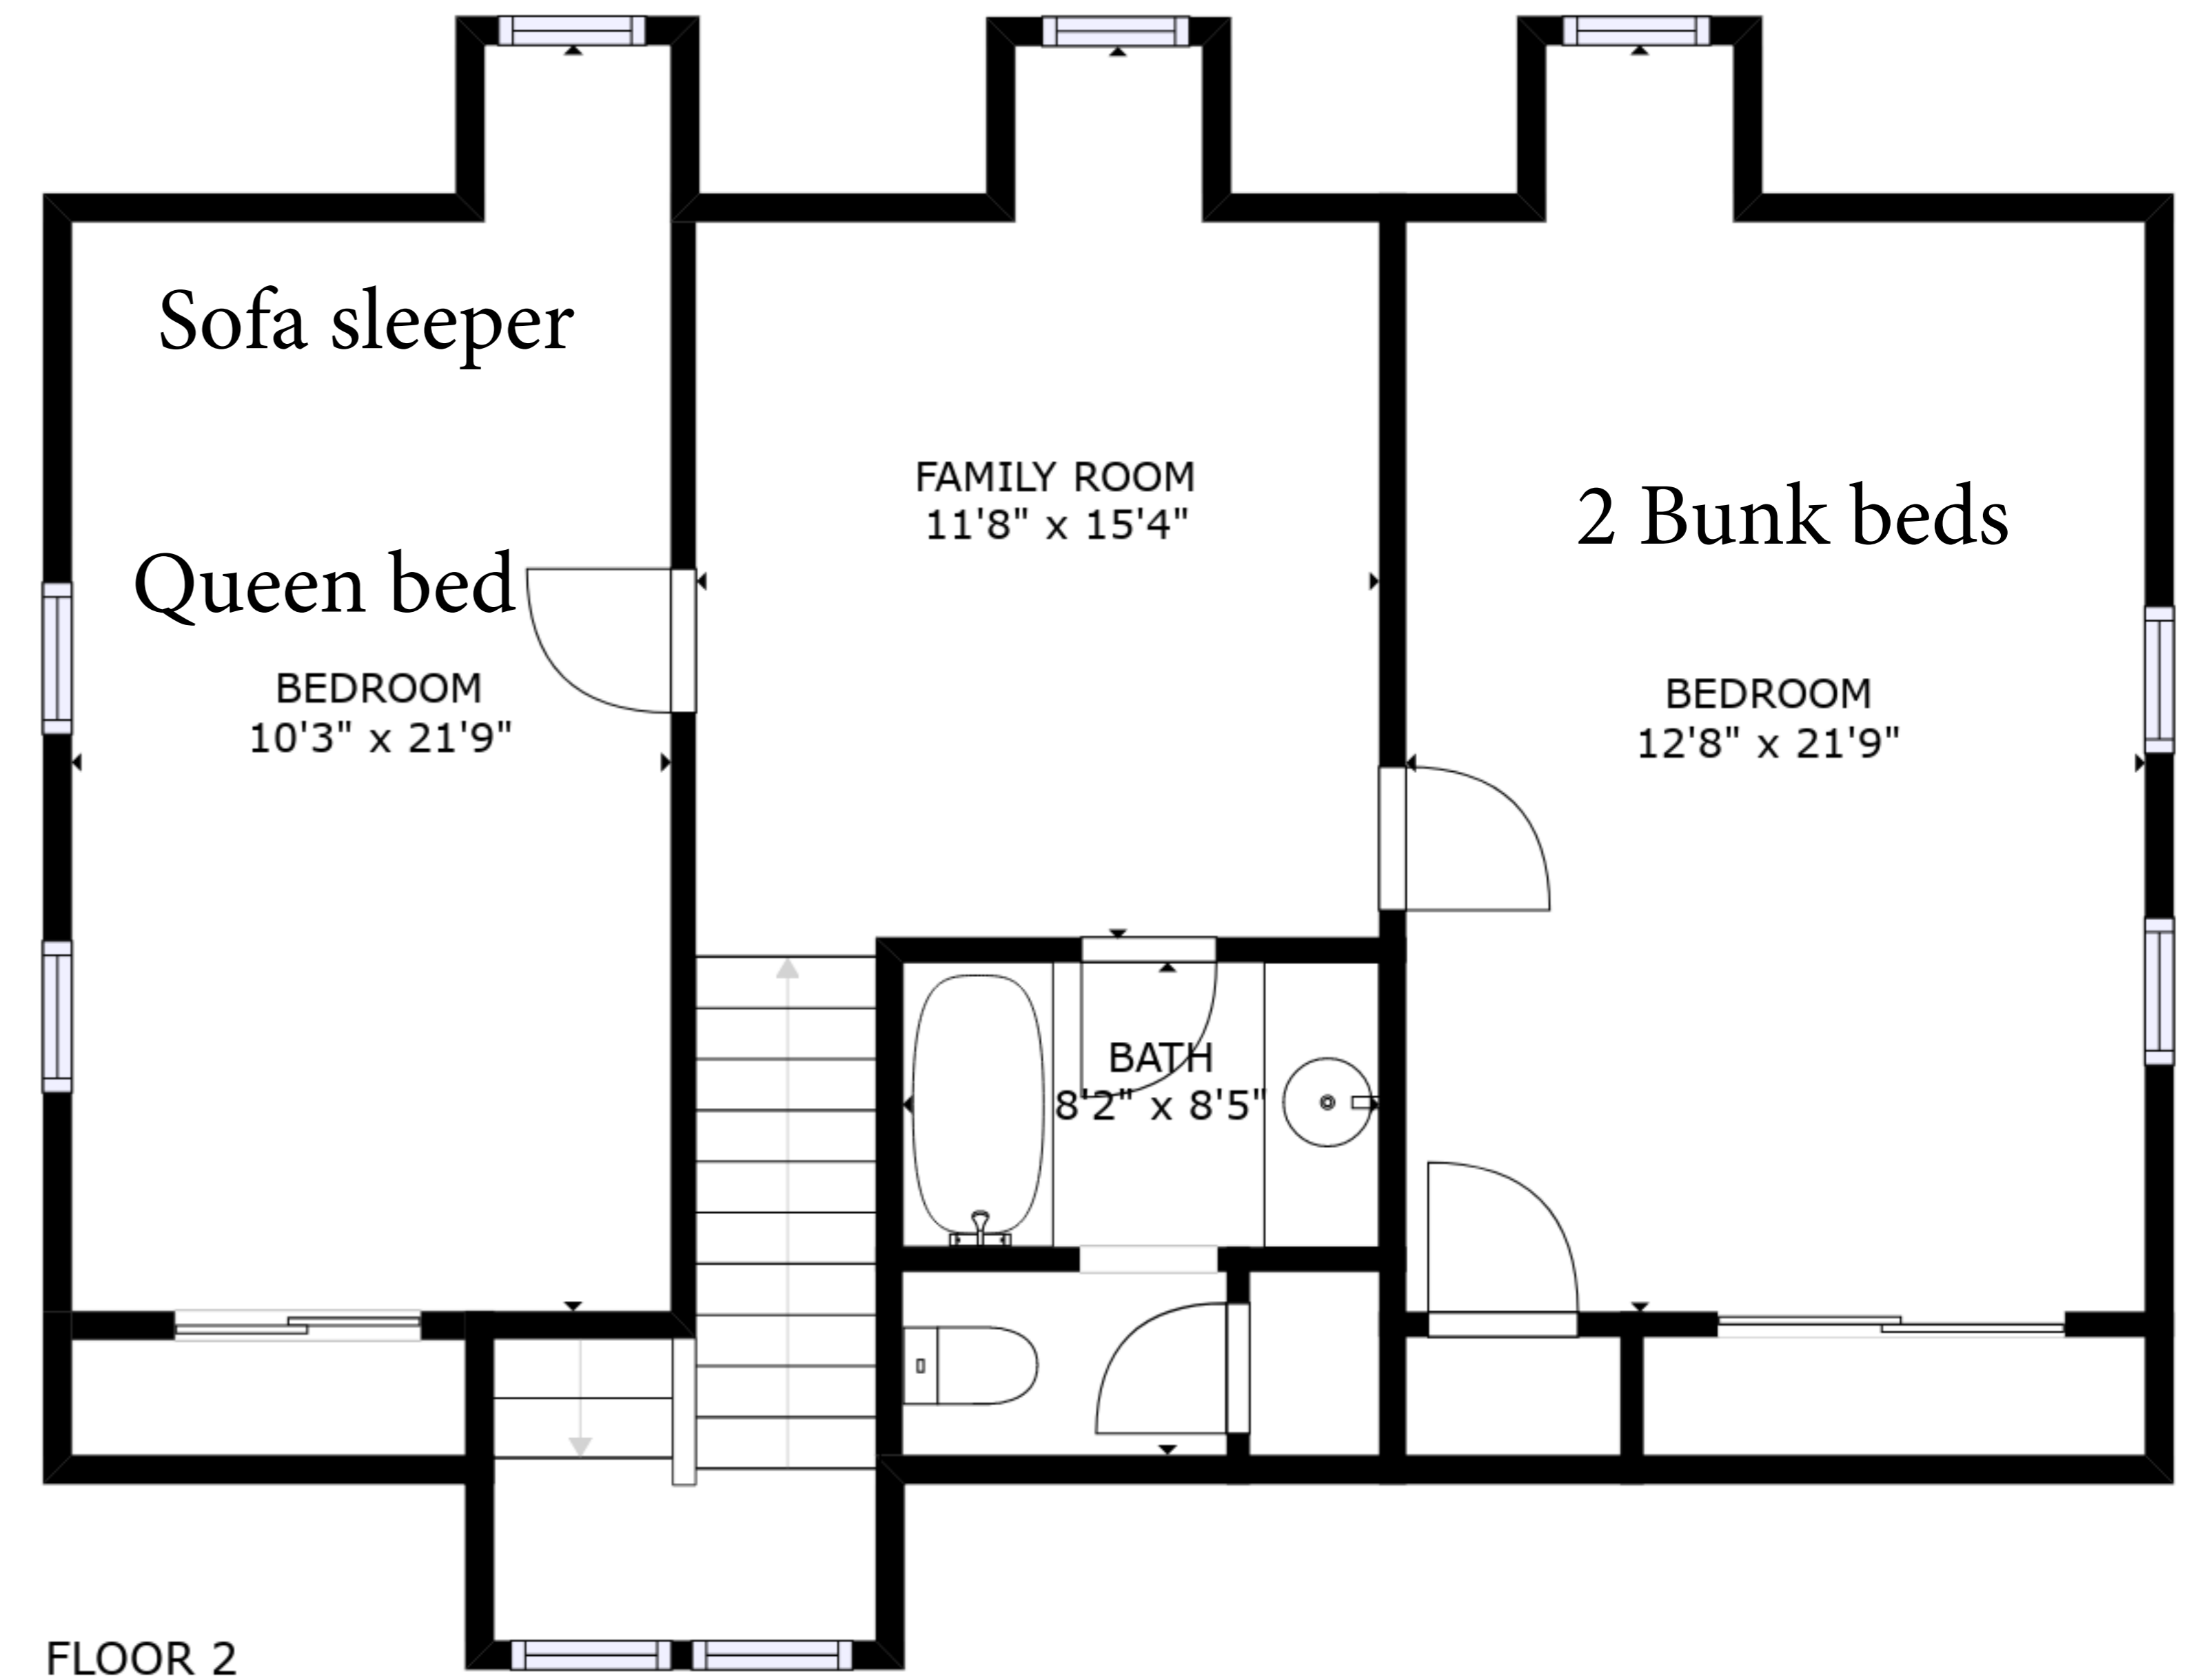 Sofa sleeper
Queen bed
BEDROOM
10'3" x 21'9"
FAMILY ROOM
11'8" x 15'4"
2 Bunk beds
BEDROOM
12'8" x 21'9"
BATH
8'2" x 8'5"
FLOOR 2